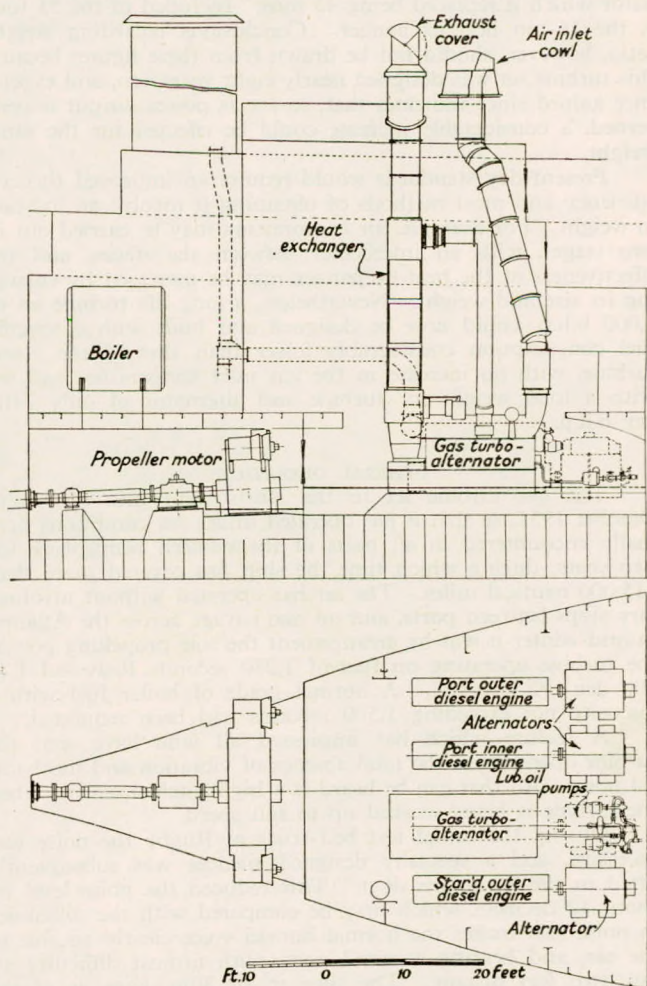 Exhaust
cover
Air inlet
cowl
Heat
exchanger
Boiler
Propeller motor
Gas turbo-
alternator
Port outer
diesel engine
Alternators
Port inner
diesel engine
Lub. oil
pumps
Gas turbo-
alternator
Star'd. outer
diesel engine
Alternator
Ft. 10 0 10 20 feet